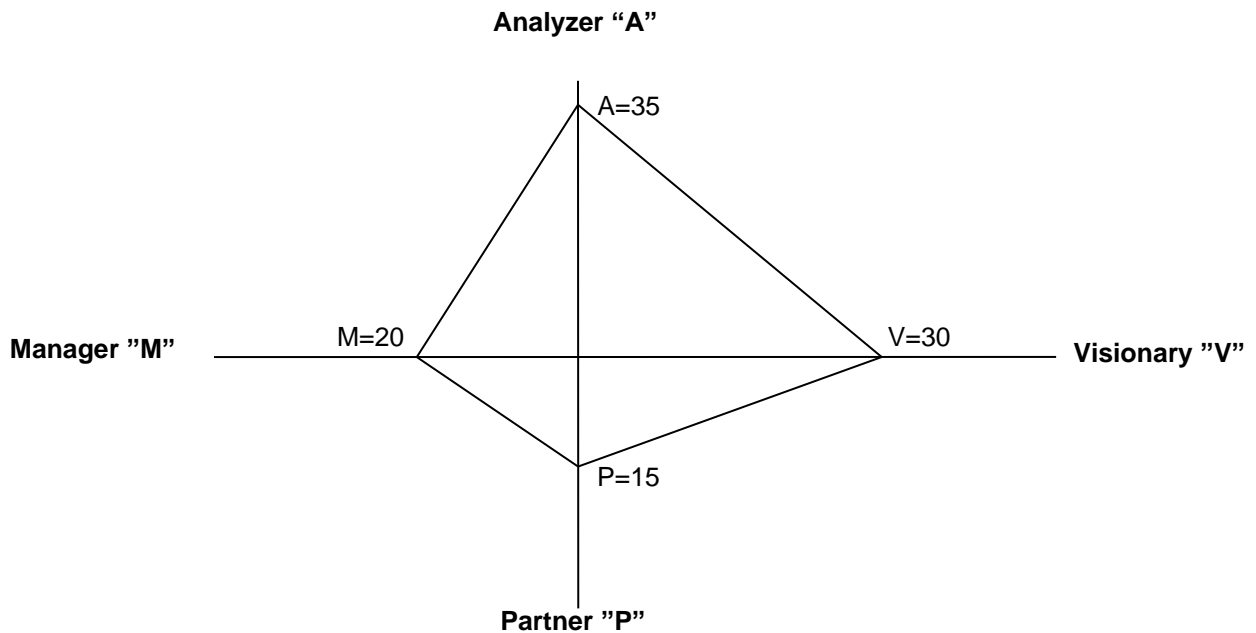 Analyzer “A”
A=35
M=20
V=30
Manager ”M”
Visionary ”V”
P=15
Partner ”P”